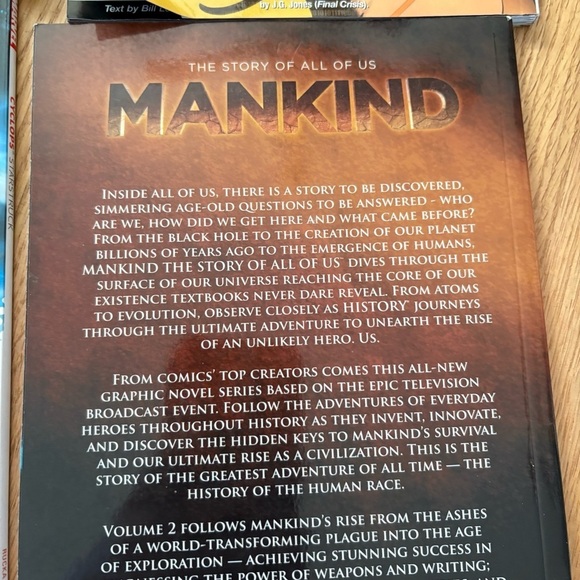 Text by Bill
by J.G. Jones (Final Crisis).
THE STORY OF ALL OF US
MANKIND
INSIDE ALL OF US, THERE IS A STORY TO BE DISCOVERED,
SIMMERING AGE-OLD QUESTIONS TO BE ANSWERED - WHO
ARE WE, HOW DID WE GET HERE AND WHAT CAME BEFORE?
FROM THE BLACK HOLE TO THE CREATION OF OUR PLANET
BILLIONS OF YEARS AGO TO THE EMERGENCE OF HUMANS,
MANKIND THE STORY OF ALL OF US™ DIVES THROUGH THE
SURFACE OF OUR UNIVERSE REACHING THE CORE OF OUR
EXISTENCE TEXTBOOKS NEVER DARE REVEAL. FROM ATOMS
TO EVOLUTION, OBSERVE CLOSELY AS HISTORY™ JOURNEYS
THROUGH THE ULTIMATE ADVENTURE TO UNEARTH THE RISE
OF AN UNLIKELY HERO. US.
FROM COMICS' TOP CREATORS COMES THIS ALL-NEW
GRAPHIC NOVEL SERIES BASED ON THE EPIC TELEVISION
BROADCAST EVENT. FOLLOW THE ADVENTURES OF EVERYDAY
HEROES THROUGHOUT HISTORY AS THEY INVENT, INNOVATE,
AND DISCOVER THE HIDDEN KEYS TO MANKIND'S SURVIVAL
AND OUR ULTIMATE RISE AS A CIVILIZATION. THIS IS THE
STORY OF THE GREATEST ADVENTURE OF ALL TIME — THE
HISTORY OF THE HUMAN RACE.
VOLUME 2 FOLLOWS MANKIND'S RISE FROM THE ASHES
OF A WORLD-TRANSFORMING PLAGUE INTO THE AGE
OF EXPLORATION — ACHIEVING STUNNING SUCCESS IN
THE POWER OF WEAPONS AND WRITING;
AND
CYCLOPS STARSTRUCK
RUCKA